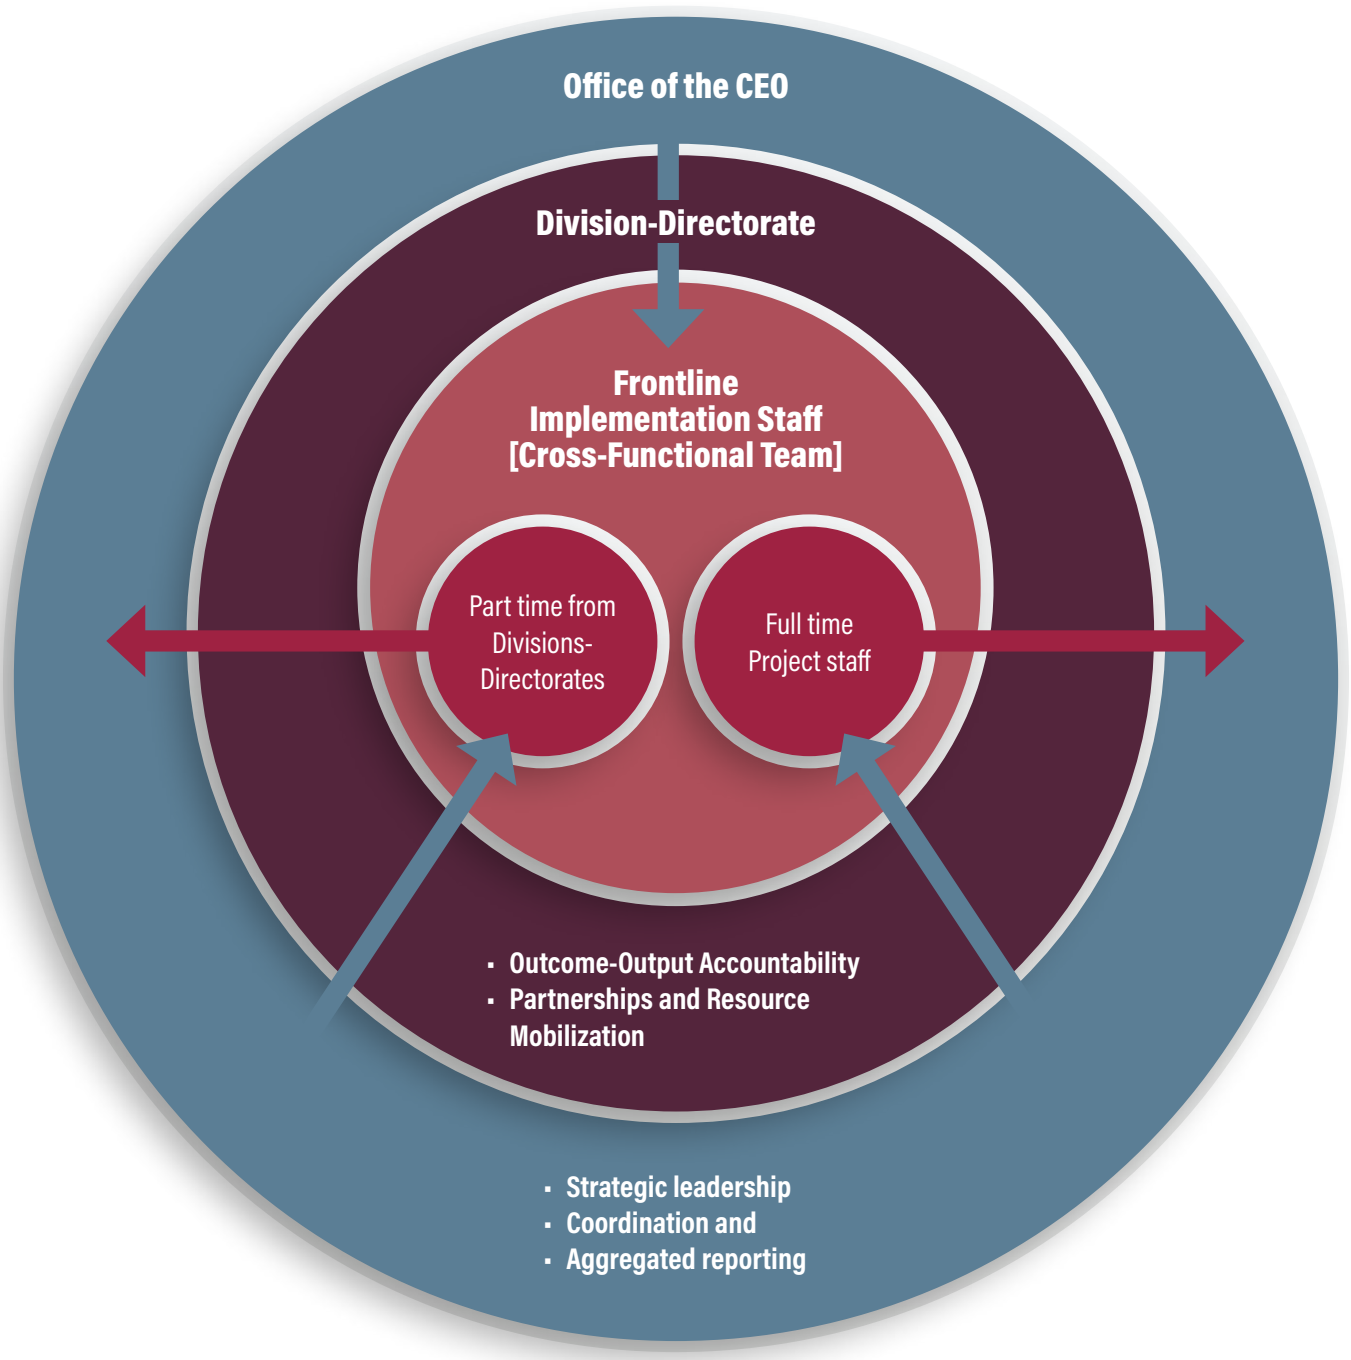 Office of the CEO
Division-Directorate
Frontline
Implementation Staff
[Cross-Functional Team]
Part time from
Divisions-
Directorates
Full time
Project staff
▪ Outcome-Output Accountability
▪ Partnerships and Resource
Mobilization
▪ Strategic leadership
▪ Coordination and
▪ Aggregated reporting